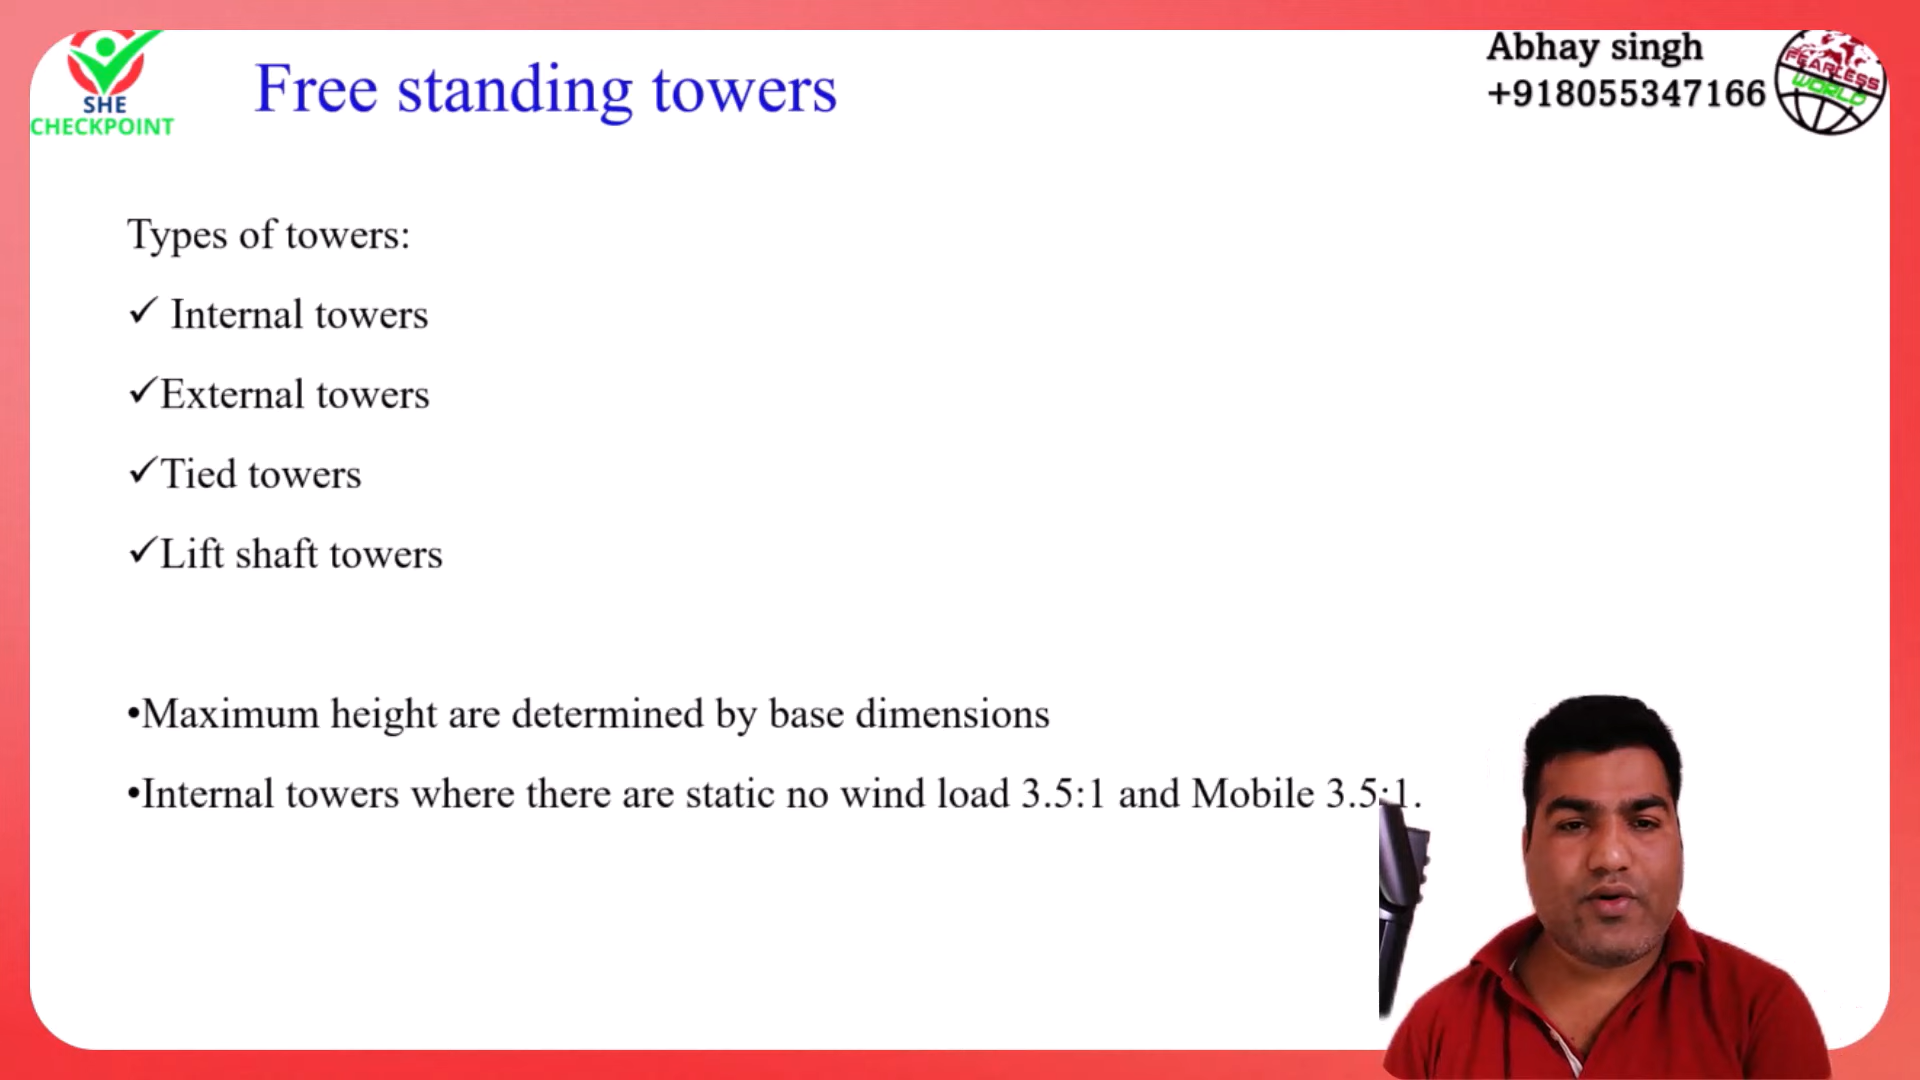 SHE
CHECKPOINT
Free standing towers
Abhay singh
+918055347166
FEARLESS
WORLD
Types of towers:
✓ Internal towers
✓External towers
✓Tied towers
✓Lift shaft towers
•Maximum height are determined by base dimensions
•Internal towers where there are static no wind load 3.5:1 and Mobile 3.5:1.